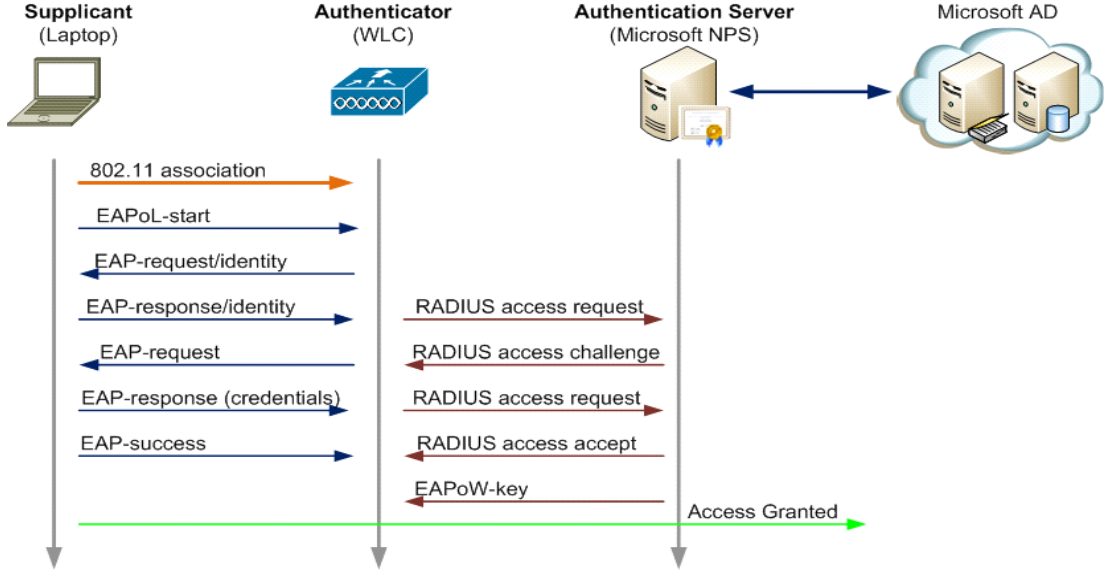 Supplicant
(Laptop)
Authenticator
(WLC)
Authentication Server
(Microsoft NPS)
Microsoft AD
802.11 association
EAPoL-start
EAP-request/identity
EAP-response/identity
RADIUS access request
EAP-request
RADIUS access challenge
EAP-response (credentials)
RADIUS access request
EAP-success
RADIUS access accept
EAPoW-key
Access Granted